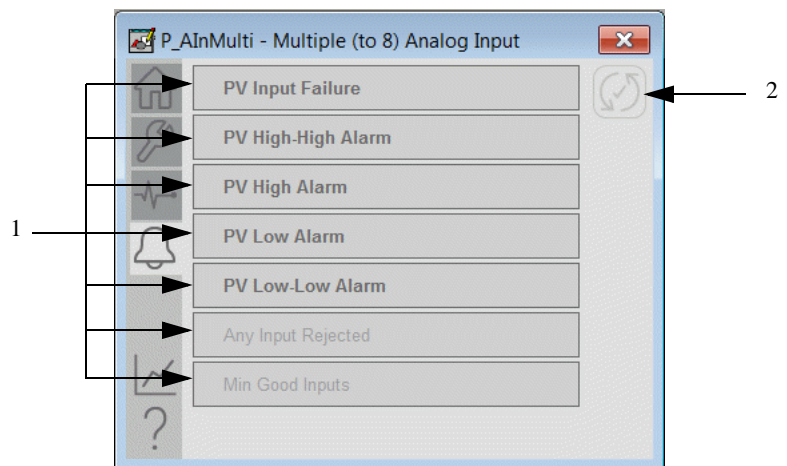 P_AInMulti - Multiple (to 8) Analog Input
PV Input Failure
2
PV High-High Alarm
PV High Alarm
1
PV Low Alarm
PV Low-Low Alarm
Any Input Rejected
Min Good Inputs
?